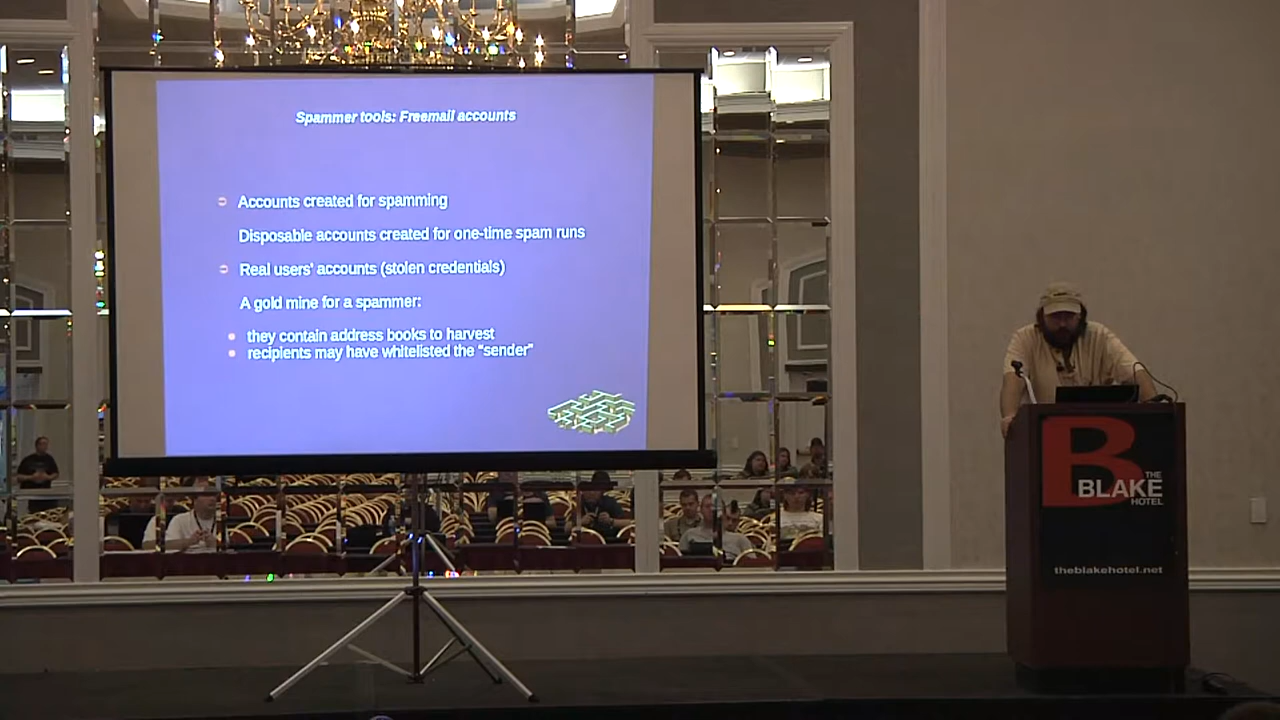 Spammer tools: Freemail accounts
Accounts created for spamming
Disposable accounts created for one-time spam runs
Real users' accounts (stolen credentials)
A gold mine for a spammer:
they contain address books to harvest
recipients may have whitelisted the “sender”
B
THE
BLAKE
HOTEL
theblakehotel.net